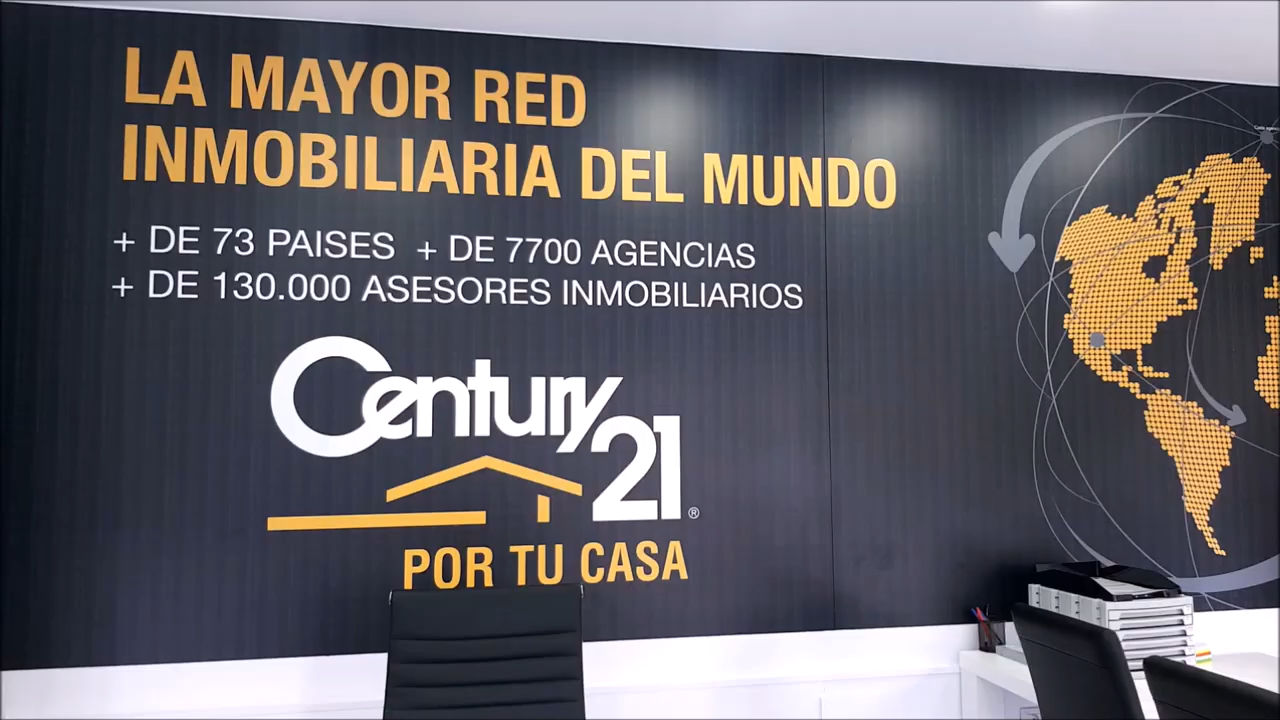 LA MAYOR RED
INMOBILIARIA DEL MUNDO
+ DE 73 PAISES + DE 7700 AGENCIAS
+ DE 130.000 ASESORES INMOBILIARIOS
Century
21®
POR TU CASA